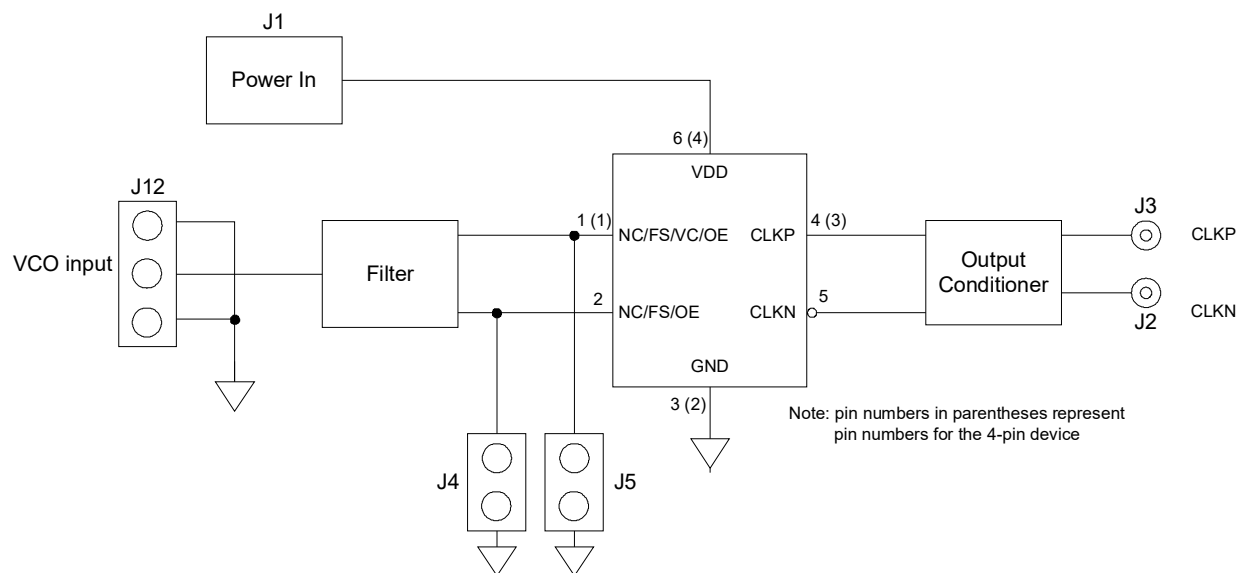 J1
Power In
6 (4)
VDD
J12
VCO input
Filter
1 (1)
NC/FS/VC/OE
CLKP
4 (3)
2
NC/FS/OE
CLKN
5
GND
3 (2)
Output
Conditioner
J3
CLKP
J2
CLKN
Note: pin numbers in parentheses represent
pin numbers for the 4-pin device
J4
J5